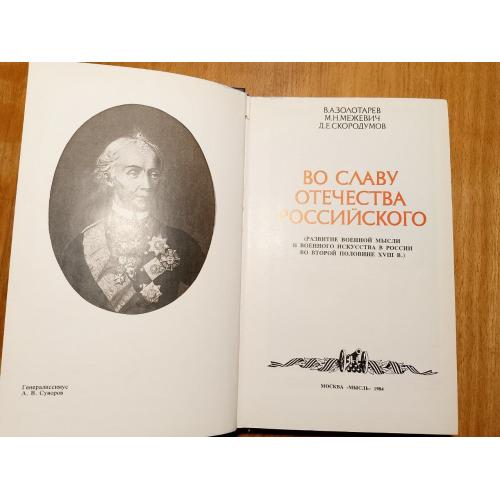 Генералиссимус
А. В. Суворов
В.А.ЗОЛОТАРЕВ
М.Н.МЕЖЕВИЧ
Д.Е.СКОРОДУМОВ
ВО СЛАВУ
ОТЕЧЕСТВА
РОССИЙСКОГО
(РАЗВИТИЕ ВОЕННОЙ МЫСЛИ
И ВОЕННОГО ИСКУССТВА В РОССИИ
ВО ВТОРОЙ ПОЛОВИНЕ XVIII В.)
МОСКВА «МЫСЛЬ» 1984